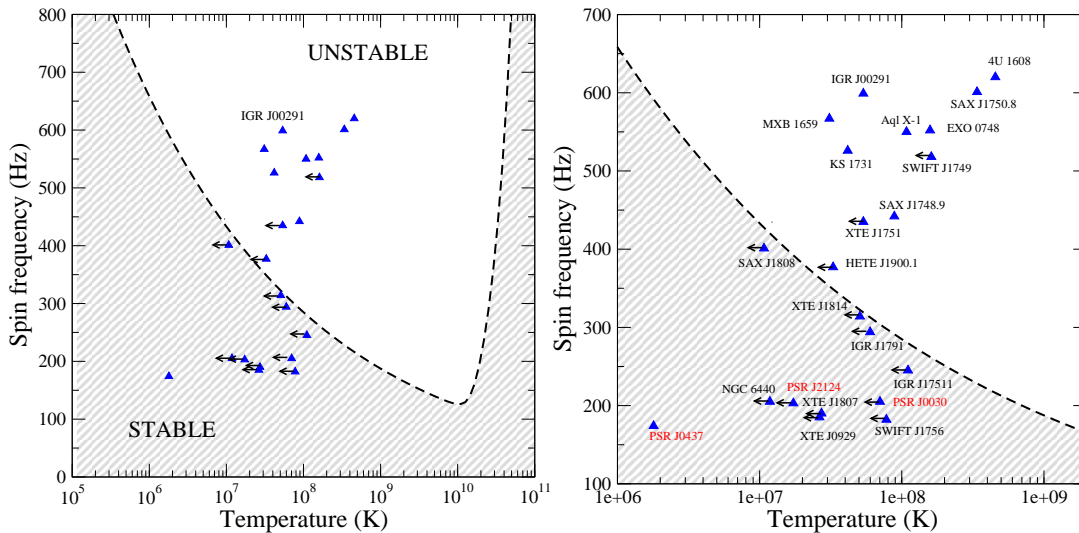 800
700
600
500
400
300
200
100
0
Spin frequency (Hz)
UNSTABLE
IGR J00291
STABLE
10^5
10^6
10^7
10^8
10^9
10^10
10^11
Temperature (K)
700
600
500
400
300
200
100
Spin frequency (Hz)
4U 1608
IGR J00291
SAX J1750.8
MXB 1659
Aql X-1
EXO 0748
KS 1731
SWIFT J1749
SAX J1748.9
XTE J1751
SAX J1808
HETE J1900.1
XTE J1814
IGR J1791
IGR J17511
NGC 6440
PSR J2124
XTE J1807
PSR J0030
PSR J0437
XTE J0929
SWIFT J1756
1e+06
1e+07
1e+08
1e+09
Temperature (K)